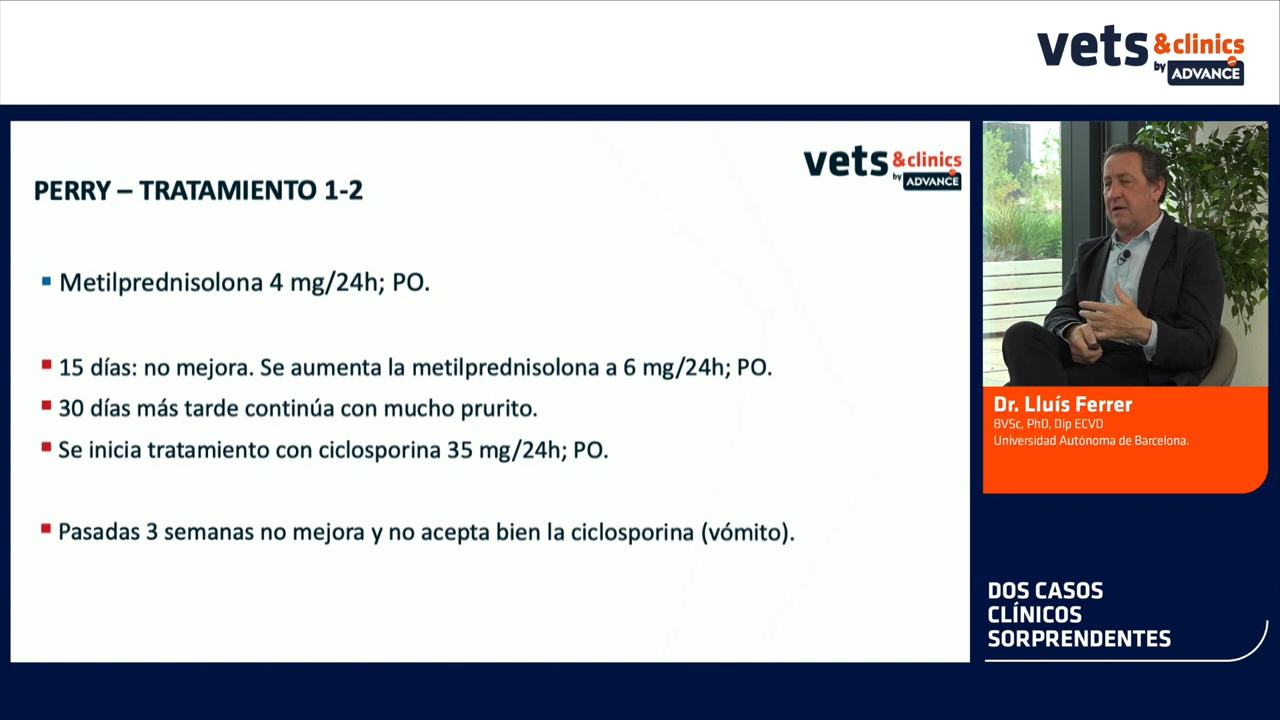 vets &clinics
by ADVANCE
vets &clinics
by ADVANCE
PERRY – TRATAMIENTO 1-2
Metilprednisolona 4 mg/24h; PO.
15 días: no mejora. Se aumenta la metilprednisolona a 6 mg/24h; PO.
30 días más tarde continúa con mucho prurito.
Se inicia tratamiento con ciclosporina 35 mg/24h; PO.
Pasadas 3 semanas no mejora y no acepta bien la ciclosporina (vómito).
Dr. Lluís Ferrer
BVSc, PhD, Dip ECVD
Universidad Autónoma de Barcelona.
DOS CASOS
CLÍNICOS
SORPRENDENTES